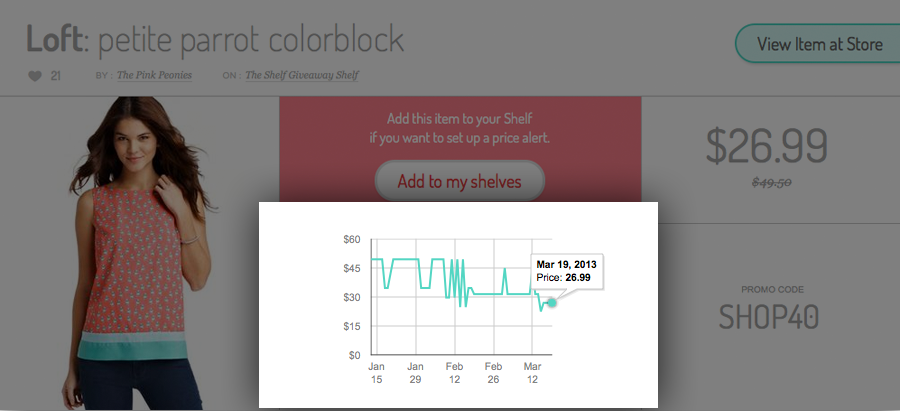 Loft: petite parrot colorblock
View Item at Store
21 BY : The Pink Peonies ON : The Shelf Giveaway Shelf
Add this item to your Shelf
if you want to set up a price alert.
Add to my shelves
$26.99
$49.50
PROMO CODE
SHOP40
$60
$45
$30
$15
$0
Mar 19, 2013
Price: 26.99
Jan Jan Feb Feb Mar
15 29 12 26 12